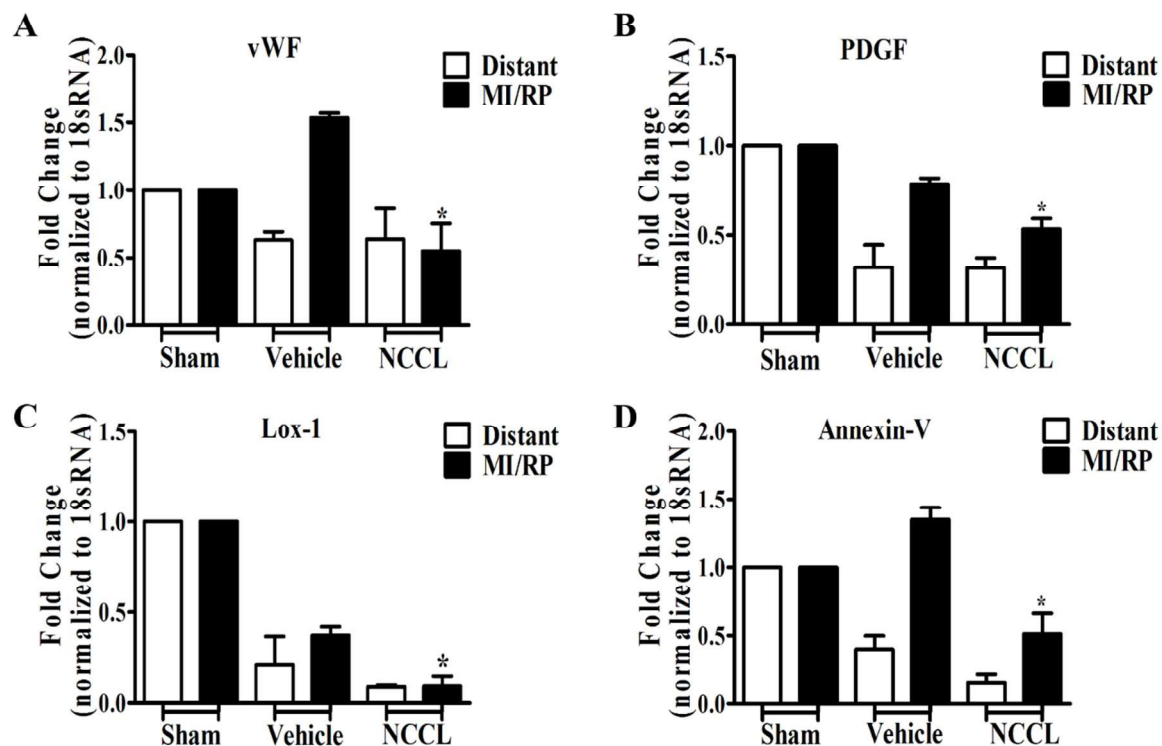 A
vWF
Fold Change
(normalized to 18sRNA)
2.0
1.5
1.0
0.5
0.0
Distant
MI/RP
*
Sham Vehicle NCCL
B
PDGF
Fold Change
(normalized to 18sRNA)
1.5
1.0
0.5
0.0
Distant
MI/RP
*
Sham Vehicle NCCL
C
Lox-1
Fold Change
(normalized to 18sRNA)
1.5
1.0
0.5
0.0
Distant
MI/RP
*
Sham Vehicle NCCL
D
Annexin-V
Fold Change
(normalized to 18sRNA)
2.0
1.5
1.0
0.5
0.0
Distant
MI/RP
*
Sham Vehicle NCCL